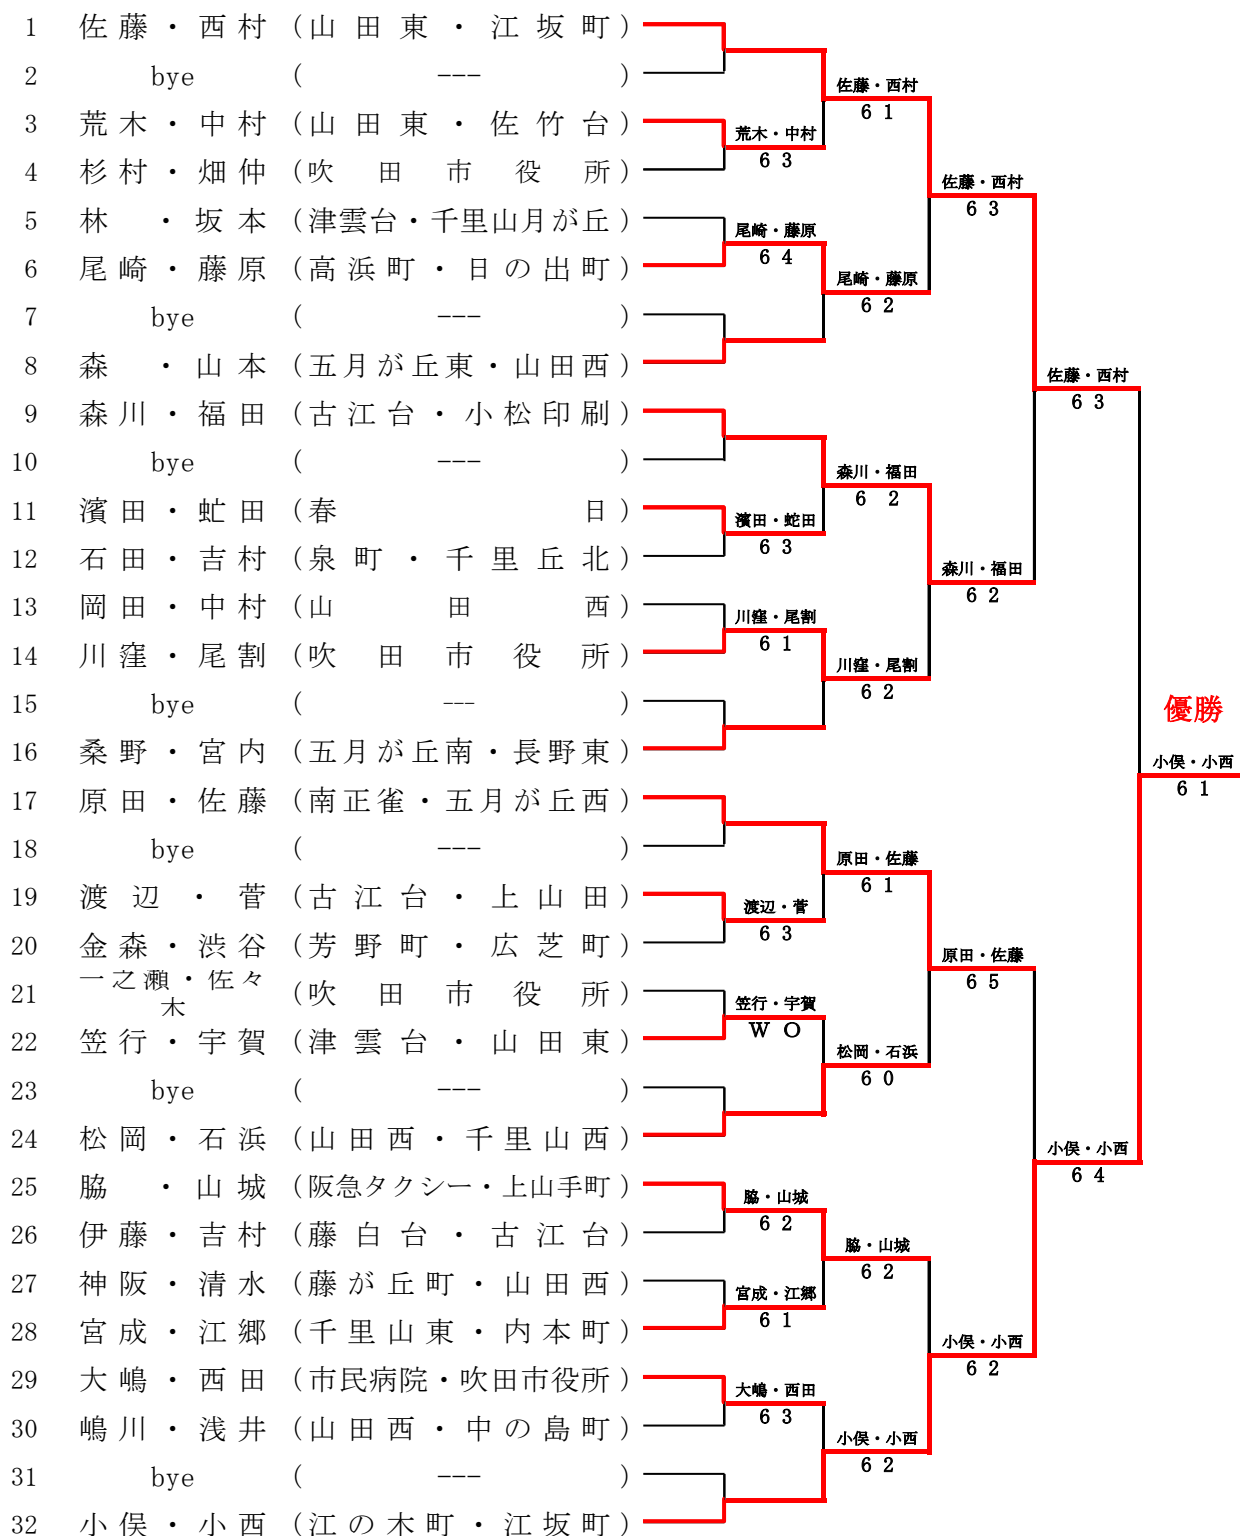 1 佐藤・西村 (山田東・江坂町)
2 bye ( --- )
佐藤・西村
6 1
3 荒木・中村 (山田東・佐竹台)
荒木・中村
6 3
4 杉村・畑仲 (吹田市役所)
佐藤・西村
6 3
5 林・坂本 (津雲台・千里山月が丘)
尾崎・藤原
6 4
6 尾崎・藤原 (高浜町・日の出町)
尾崎・藤原
6 2
7 bye ( --- )
8 森・山本 (五月が丘東・山田西)
佐藤・西村
6 3
9 森川・福田 (古江台・小松印刷)
10 bye ( --- )
森川・福田
6 2
11 濱田・虻田 (春日)
濱田・蛇田
6 3
12 石田・吉村 (泉町・千里丘北)
森川・福田
6 2
13 岡田・中村 (山田西)
川窪・尾割
6 1
14 川窪・尾割 (吹田市役所)
川窪・尾割
6 2
15 bye ( --- )
優勝
16 桑野・宮内 (五月が丘南・長野東)
小俣・小西
6 1
17 原田・佐藤 (南正雀・五月が丘西)
18 bye ( --- )
原田・佐藤
6 1
19 渡辺・菅 (古江台・上山田)
渡辺・菅
6 3
20 金森・渋谷 (芳野町・広芝町)
原田・佐藤
6 5
21 一之瀬・佐々木 (吹田市役所)
笠行・宇賀
W O
22 笠行・宇賀 (津雲台・山田東)
松岡・石浜
6 0
23 bye ( --- )
24 松岡・石浜 (山田西・千里山西)
小俣・小西
6 4
25 脇・山城 (阪急タクシー・上山手町)
脇・山城
6 2
26 伊藤・吉村 (藤白台・古江台)
脇・山城
6 2
27 神阪・清水 (藤が丘町・山田西)
宮成・江郷
6 1
28 宮成・江郷 (千里山東・内本町)
小俣・小西
6 2
29 大嶋・西田 (市民病院・吹田市役所)
大嶋・西田
6 3
30 嶋川・浅井 (山田西・中の島町)
小俣・小西
6 2
31 bye ( --- )
32 小俣・小西 (江の木町・江坂町)